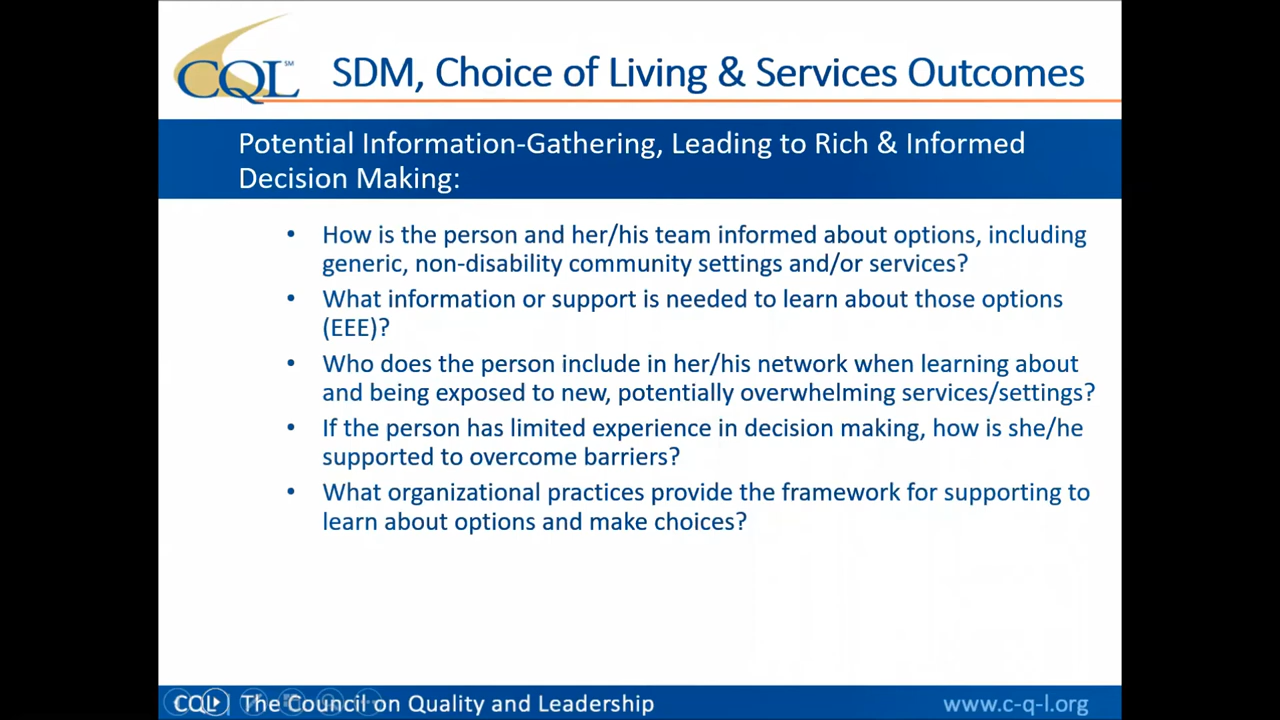 CQL SM
SDM, Choice of Living & Services Outcomes
Potential Information-Gathering, Leading to Rich & Informed
Decision Making:
• How is the person and her/his team informed about options, including
generic, non-disability community settings and/or services?
• What information or support is needed to learn about those options
(EEE)?
• Who does the person include in her/his network when learning about
and being exposed to new, potentially overwhelming services/settings?
• If the person has limited experience in decision making, how is she/he
supported to overcome barriers?
• What organizational practices provide the framework for supporting to
learn about options and make choices?
CQL | The Council on Quality and Leadership
www.c-q-l.org